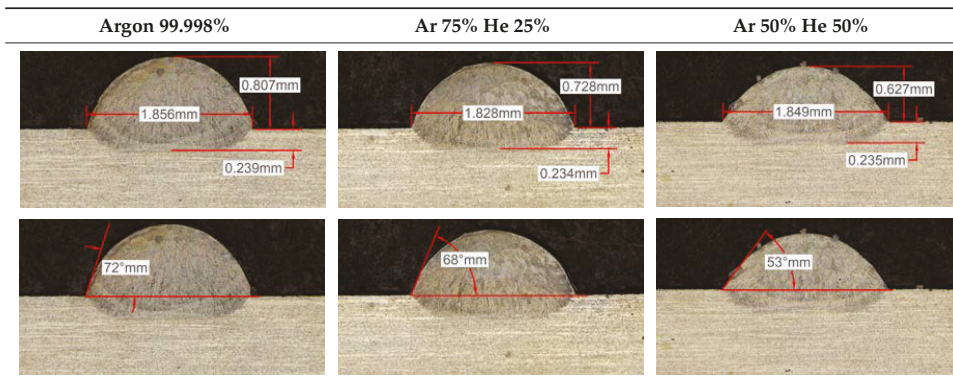 Argon 99.998% Ar 75% He 25% Ar 50% He 50%
0.807mm 0.728mm 0.627mm
1.856mm 1.828mm 1.849mm
0.239mm 0.234mm 0.235mm
72°mm 68°mm 53°mm